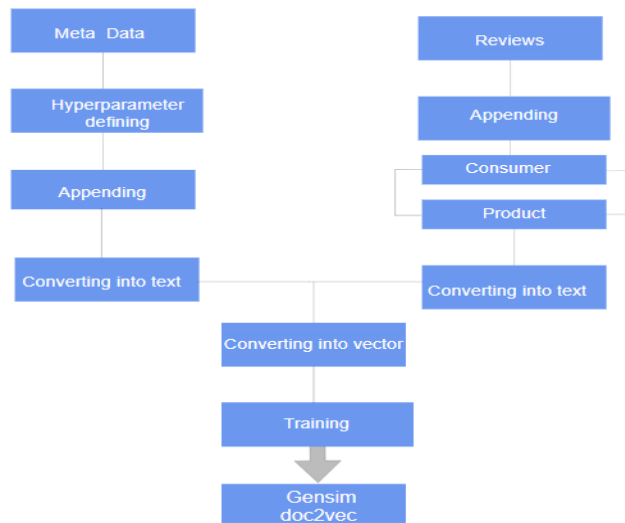 Meta Data
Hyperparameter
defining
Appending
Converting into text
Reviews
Appending
Consumer
Product
Converting into text
Converting into vector
Training
Gensim
doc2vec